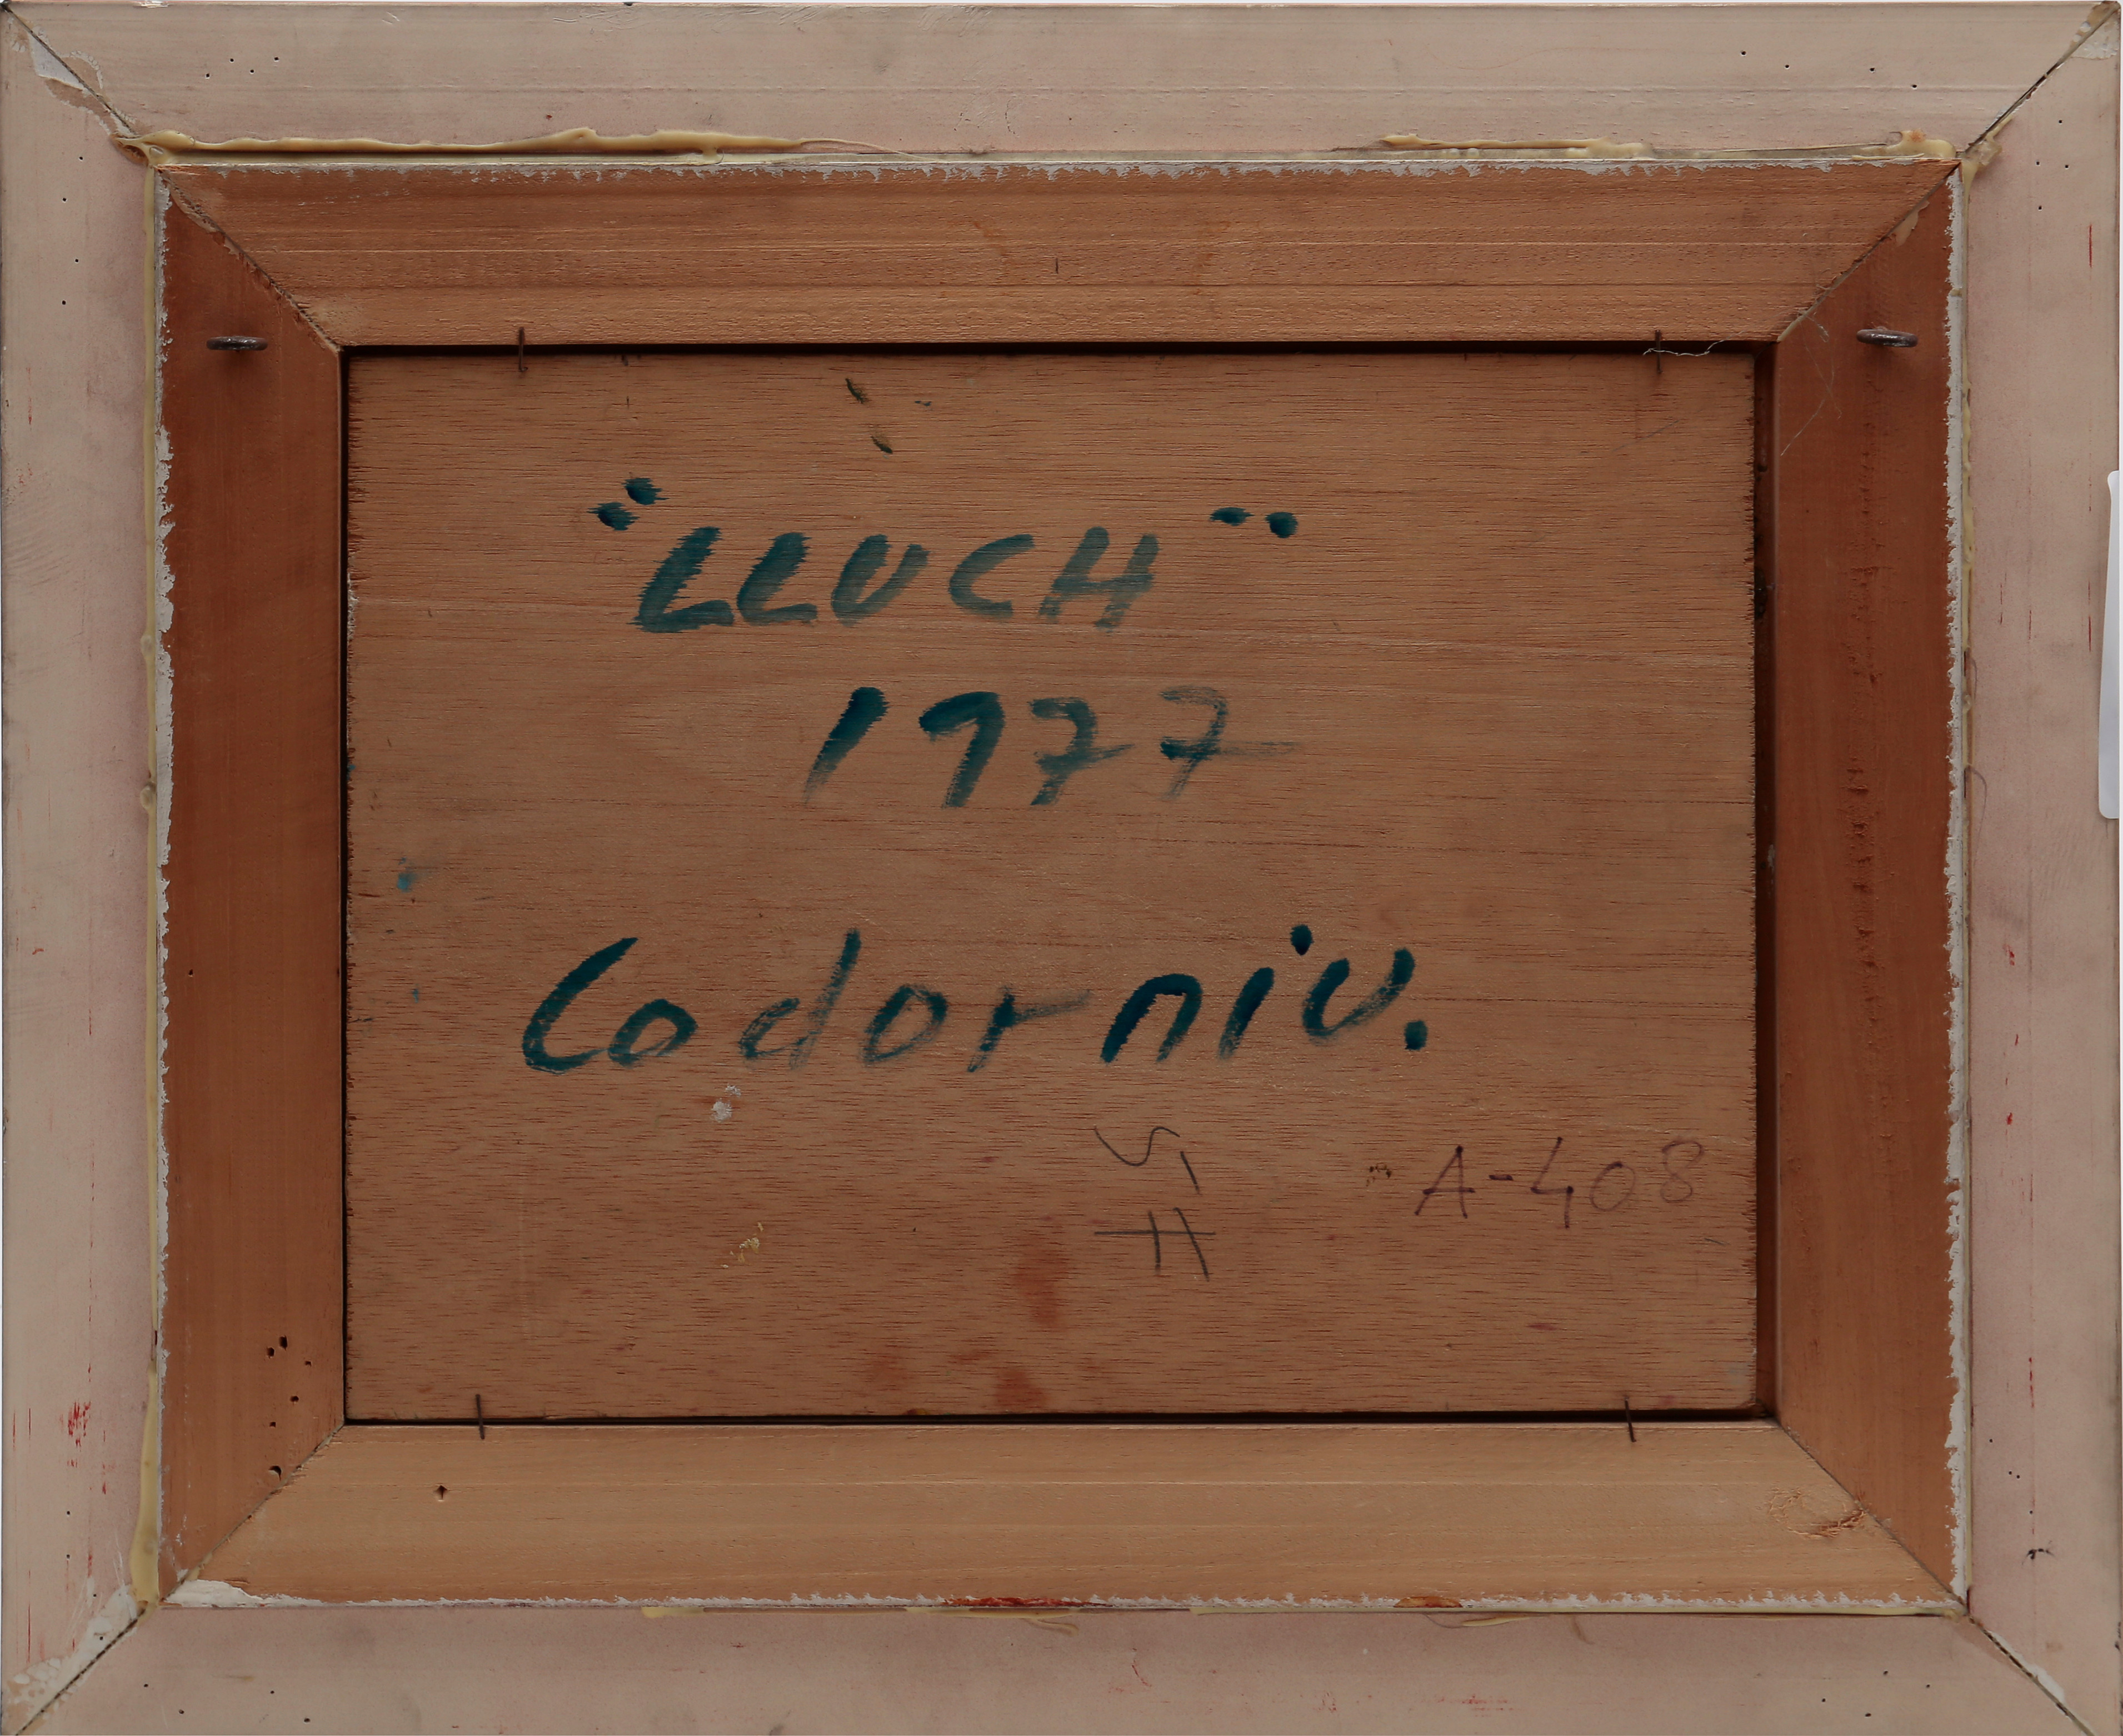 "LLUCH"
1977
Codorniu.
A-408